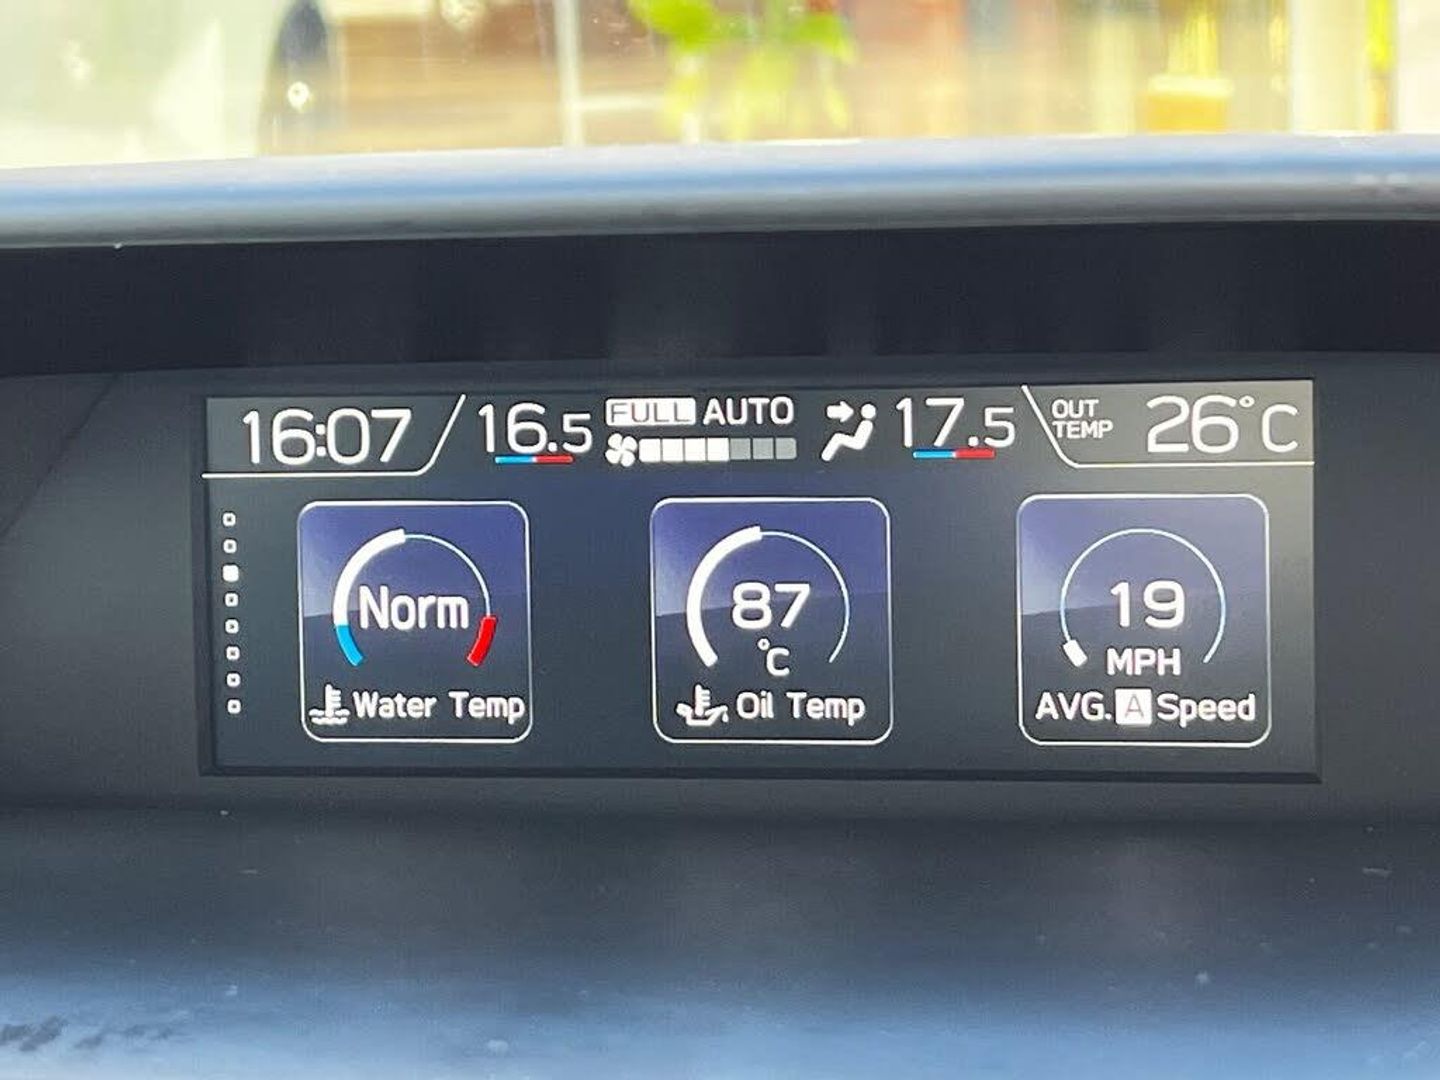 16:07
16.5
FULL AUTO
17.5
OUT
TEMP
26°C
Norm
Water Temp
87
°C
Oil Temp
19
MPH
AVG. A Speed